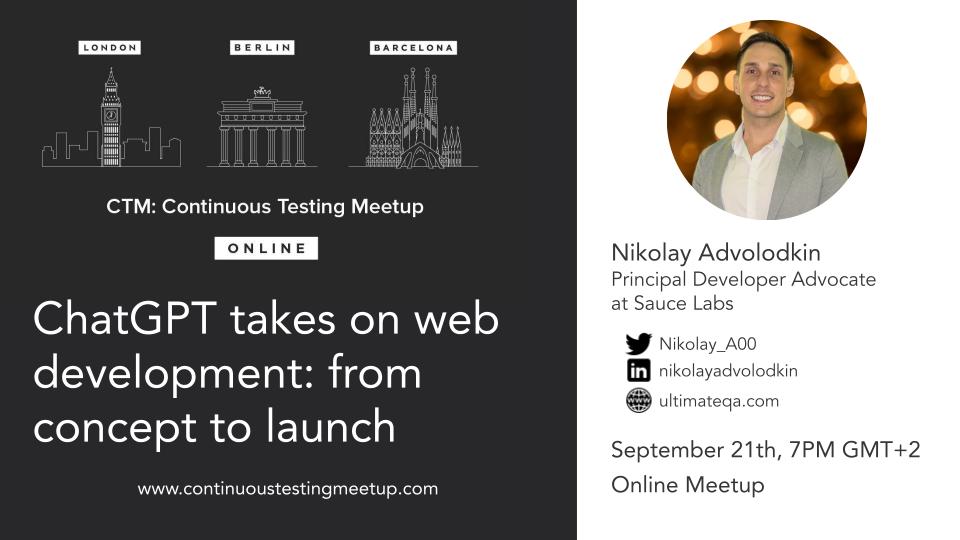 LONDON
BERLIN
BARCELONA
CTM: Continuous Testing Meetup
ONLINE
ChatGPT takes on web
development: from
concept to launch
www.continuoustestingmeetup.com
Nikolay Advolodkin
Principal Developer Advocate
at Sauce Labs
Nikolay_A00
in nikolayadvolodkin
www ultimateqa.com
September 21th, 7PM GMT+2
Online Meetup